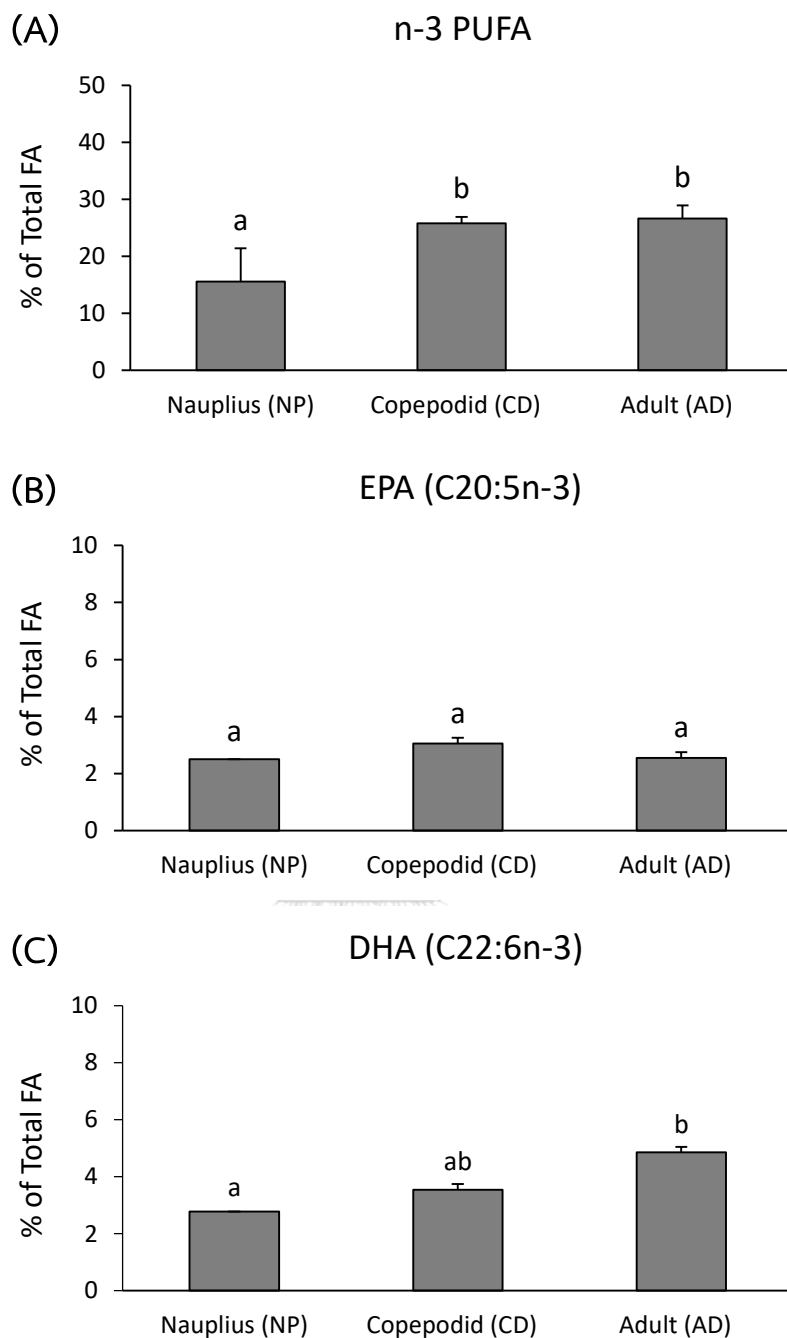 (A)
n-3 PUFA
% of Total FA
50
40
30
20
10
0
a
b
b
Nauplius (NP)
Copepodid (CD)
Adult (AD)
(B)
EPA (C20:5n-3)
% of Total FA
10
8
6
4
2
0
a
a
a
Nauplius (NP)
Copepodid (CD)
Adult (AD)
(C)
DHA (C22:6n-3)
% of Total FA
10
8
6
4
2
0
a
ab
b
Nauplius (NP)
Copepodid (CD)
Adult (AD)